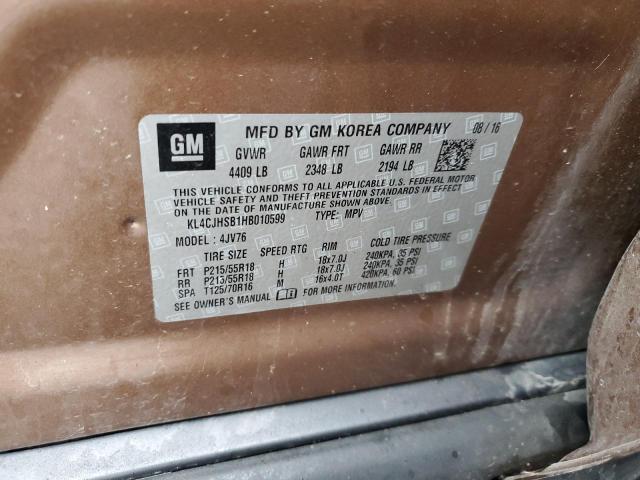 GM
MFD BY GM KOREA COMPANY 08/16
GVWR GAWR FRT GAWR RR
4409 LB 2348 LB 2194 LB
THIS VEHICLE CONFORMS TO ALL APPLICABLE U.S. FEDERAL MOTOR
VEHICLE SAFETY AND THEFT PREVENTION STANDARDS IN EFFECT
ON THE DATE OF MANUFACTURE SHOWN ABOVE.
KL4CJHSB1HB010599 TYPE: MPV
MODEL: 4JV76
TIRE SIZE SPEED RTG RIM COLD TIRE PRESSURE
FRT P215/55R18 H 18x7.0J 240KPA, 35 PSI
RR P215/55R18 H 18x7.0J 240KPA, 35 PSI
SPA T125/70R16 M 16x4.0T 420KPA, 60 PSI
SEE OWNER'S MANUAL FOR MORE INFORMATION.